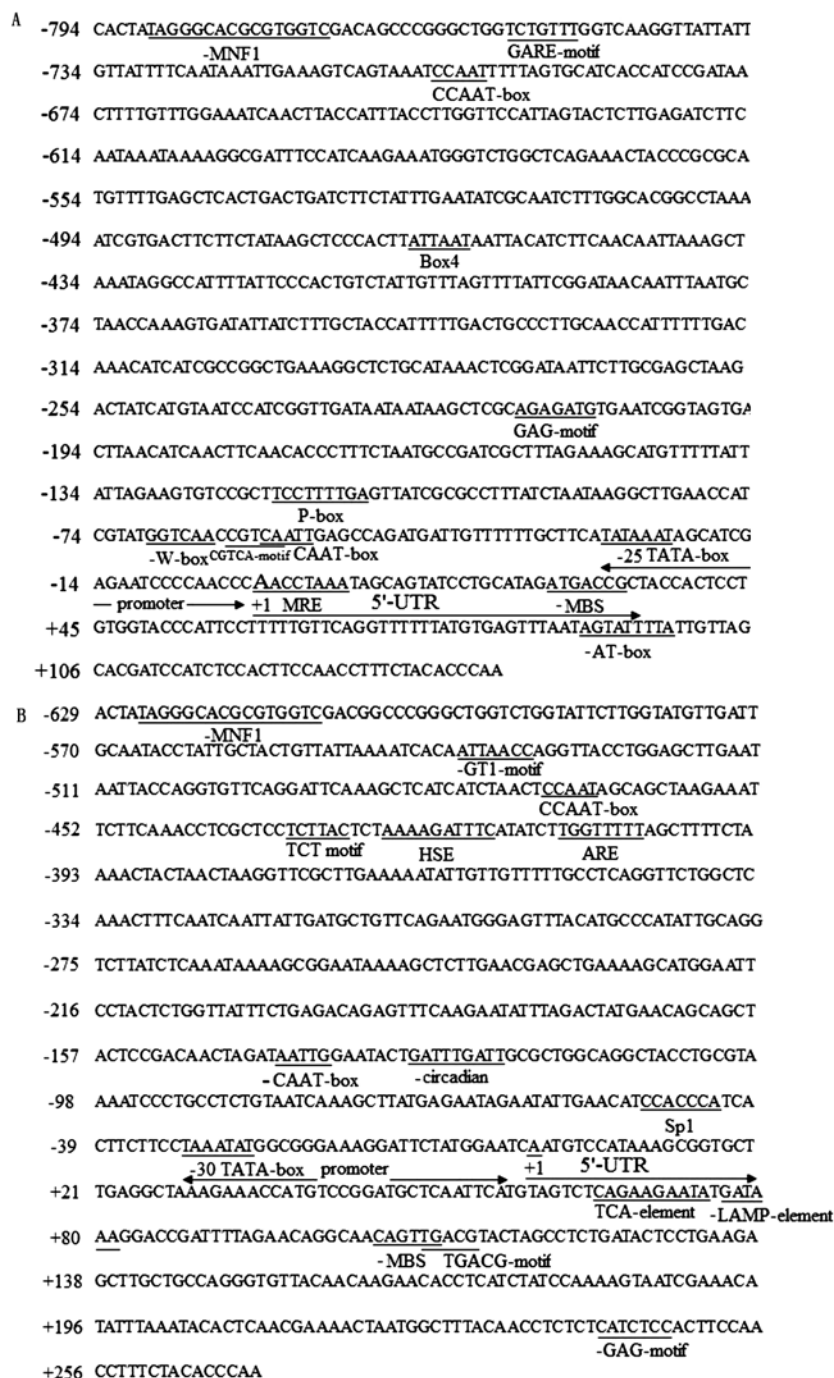 A -794 CACTATAGGGCACGCGTGGTCGACAGCCCGGGCTGGTCTGTTTGGTCAAGGTTATTATT
-MNF1 GARE-motif
-734 GTTATTTTCAATAAATTGAAAGTCAGTAAATCCAATTTTTAGTGCATCACCATCCGATAA
CCAAT-box
-674 CTTTTGTTTGGAAATCAACTTACCATTTACCTTGGTTCCATTAGTACTCTTGAGATCTTC
-614 AATAAATAAAAGGCGATTTCCATCAAGAAATGGGTCTGGCTCAGAAACTACCCGCGCA
-554 TGTTTTGAGCTCACTGACTGATCTTCTATTTGAATATCGCAATCTTTGGCACGGCCTAAA
-494 ATCGTGACTTCTTCTATAAGCTCCCACTTATTAATAATTACATCTTCAACAATTAAAGCT
Box4
-434 AAATAGGCCATTTTATTCCCACTGTCTATTGTTTAGTTTTATTCGGATAACAATTTAATGC
-374 TAACCAAAGTGATATTATCTTTGCTACCATTTTTGACTGCCCTTGCAACCATTTTTTGAC
-314 AAACATCATCGCCGGCTGAAAGGCTCTGCATAAACTCGGATAATTCTTGCGAGCTAAG
-254 ACTATCATGTAATCCATCGGTTGATAATAATAAGCTCGCAGAGATGTGAATCGGTAGTGA
GAG-motif
-194 CTTAACATCAACTTCAACACCCTTTCTAATGCCGATCGCTTTAGAAAGCATGTTTTTATT
-134 ATTAGAAGTGTCCGCTTCCTTTTGAGTTATCGCGCCTTTATCTAATAAGGCTTGAACCAT
P-box
-74 CGTATGGTCAACCGTCAATTGAGCCAGATGATTGTTTTTTGCTTCATATAAATAGCATCG
-W-box CGTCA-motif CAAT-box -25 TATA-box
-14 AGAATCCCCAACCCAACCTAAATAGCAGTATCCTGCATAGATGACCGCTACCACTCCT
promoter +1 MRE 5'-UTR -MBS
+45 GTGGTACCCATTCCTTTTTGTTCAGGTTTTTTATGTGAGTTTAATAGTATTTTATTGTTAG
-AT-box
+106 CACGATCCATCTCCACTTCCAACCTTTCTACACCCAA
B -629 ACTATAGGGCACGCGTGGTCGACGGCCCGGGCTGGTCTGGTATTCTTGGTATGTTGATT
-MNF1
-570 GCAATACCTATTGCTACTGTTATTAAAATCACAATTAACCAGGTTACCTGGAGCTTGAAT
-GT1-motif
-511 AATTACCAGGTGTTCAGGATTCAAAGCTCATCATCTAACTCCAATAGCAGCTAAGAAAT
CCAAT-box
-452 TCTTCAAACCTCGCTCCTCTTACTCTAAAAGATTTCATATCTTGGTTTTTAGCTTTTCTA
TCT motif HSE ARE
-393 AAACTACTAACTAAGGTTCGCTTGAAAAATATTGTTGTTTTTGCCTCAGGTTCTGGCTC
-334 AAACTTTCAATCAATTATTGATGCTGTTCAGAATGGGAGTTTACATGCCCATATTGCAGG
-275 TCTTATCTCAAATAAAAGCGGAATAAAAGCTCTTGAACGAGCTGAAAAGCATGGAATT
-216 CCTACTCTGGTTATTTCTGAGACAGAGTTTCAAGAATATTTAGACTATGAACAGCAGCT
-157 ACTCCGACAACTAGATAATTGGAATACTGATTTGATTGCGCTGGCAGGCTACCTGCGTA
-CAAT-box -circadian
-98 AAATCCCTGCCTCTGTAATCAAAGCTTATGAGAATAGAATATTGAACATCCACCCATCA
Sp1
-39 CTTCTTCCTAAATATGGCGGGAAAGGATTCTATGGAATCAATGTCCATAAAGCGGTGCT
-30 TATA-box promoter +1 5'-UTR
+21 TGAGGCTAAAGAAACCATGTCCGGATGCTCAATTCATGTAGTCTCAGAAGAATATGATA
TCA-element -LAMP-element
+80 AAGGACCGATTTTAGAACAGGCAACAGTTGACGTACTAGCCTCTGATACTCCTGAAGA
-MBS TGACG-motif
+138 GCTTGCTGCCAGGGTGTTACAACAAGAACACCTCATCTATCCAAAAGTAATCGAAACA
+196 TATTTAAATACACTCAACGAAAACTAATGGCTTTACAACCTCTCTCATCTCCACTTCCAA
-GAG-motif
+256 CCTTTCTACACCCAA